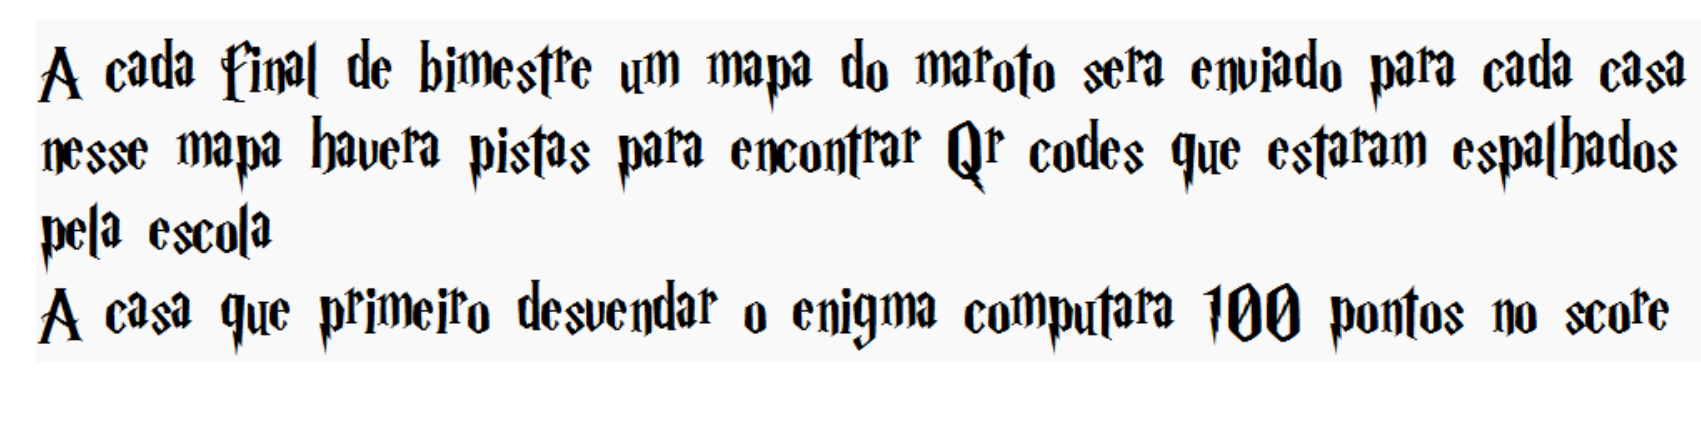 A cada final de bimestre um mapa do maroto sera enviado para cada casa
nesse mapa havera pistas para encontrar Qr codes que estaram espalhados
pela escola
A casa que primeiro desvendar o enigma computara 100 pontos no score